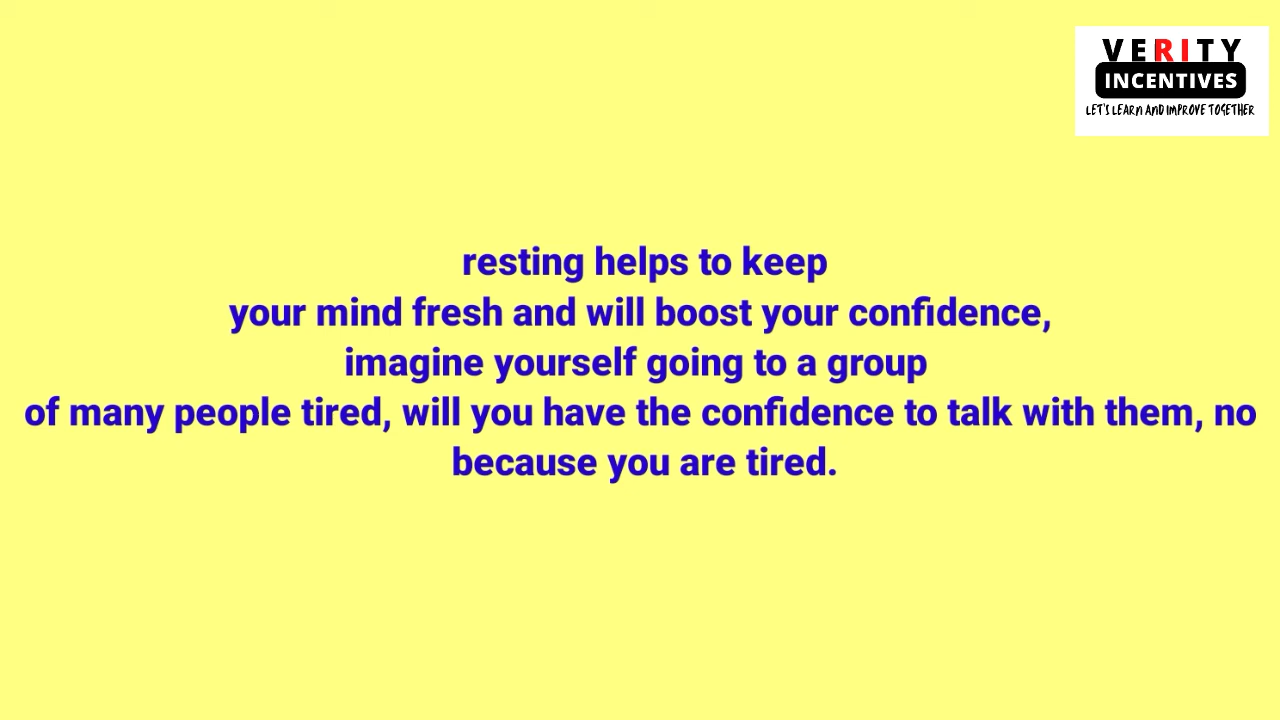 VERITY
INCENTIVES
LET'S LEARN AND IMPROVE TOGETHER
resting helps to keep
your mind fresh and will boost your confidence,
imagine yourself going to a group
of many people tired, will you have the confidence to talk with them, no
because you are tired.